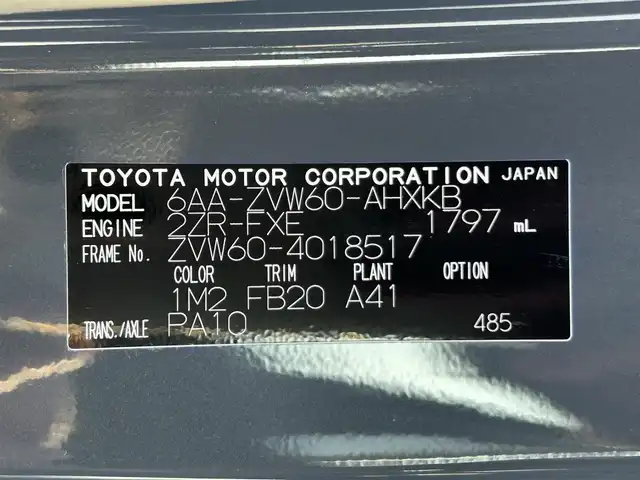 TOYOTA MOTOR CORPORATION JAPAN
MODEL 6AA-ZVW60-AHXKB
ENGINE 2ZR-FXE 1797 mL
FRAME No. ZVW60-4018517
COLOR TRIM PLANT OPTION
1M2 FB20 A41
TRANS./AXLE PA10 485